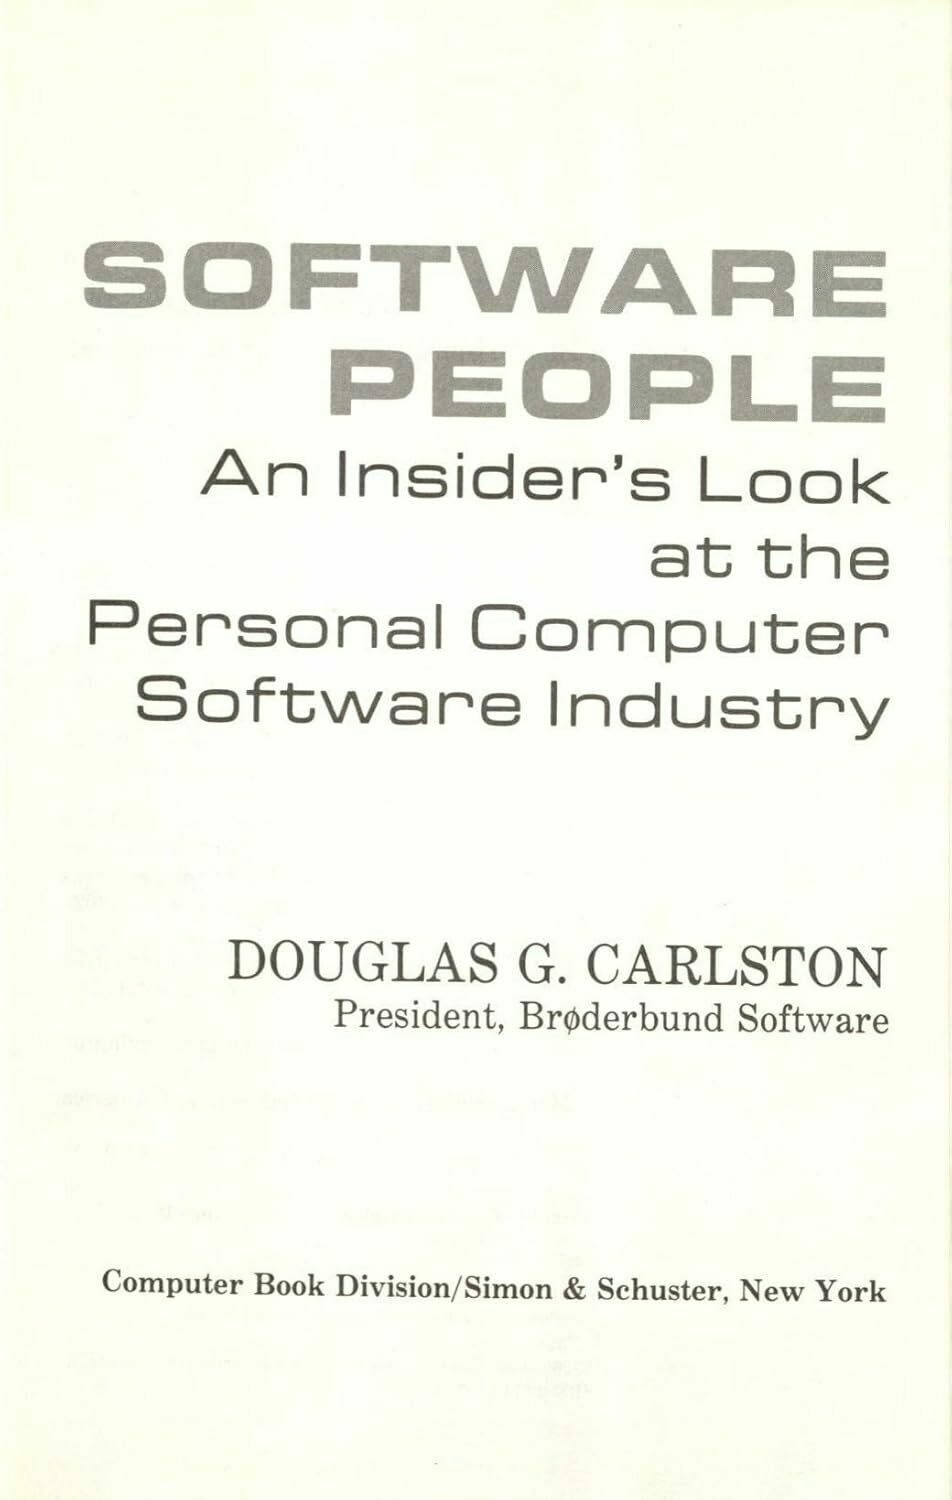 SOFTWARE
PEOPLE
An Insider's Look
at the
Personal Computer
Software Industry
DOUGLAS G. CARLSTON
President, Brøderbund Software
Computer Book Division/Simon & Schuster, New York